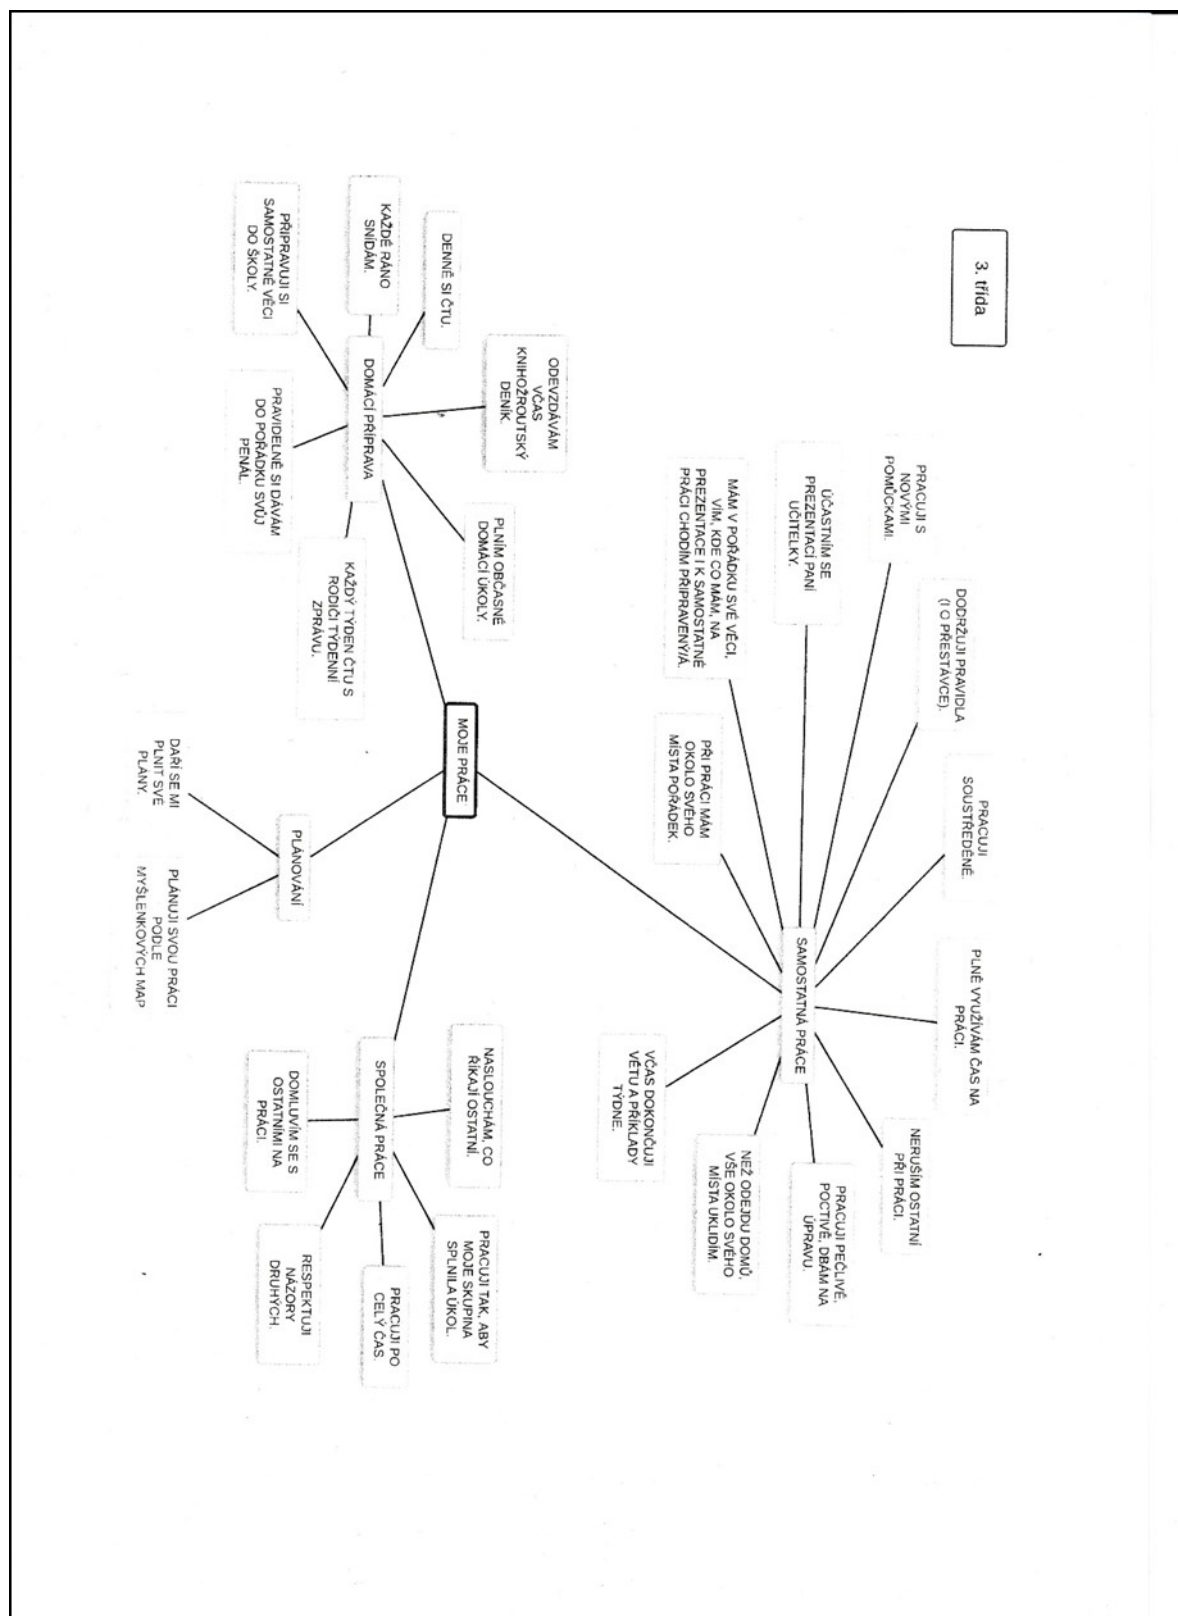 3. třída
PRACUJI S
NOVÝMI
POMŮCKAMI.
DODRŽUJI PRAVIDLA
(I O PŘESTÁVCE).
PRACUJI
SOUSTŘEDĚNĚ.
PLNĚ VYUŽÍVÁM ČAS NA
PRÁCI.
NERUŠÍM OSTATNÍ
PŘI PRÁCI.
ÚČASTNÍM SE
PREZENTACÍ PANÍ
UČITELKY.
PRACUJI PEČLIVĚ,
POCTIVĚ, DBÁM NA
ÚPRAVU.
SAMOSTATNÁ PRÁCE
MÁM V POŘÁDKU SVÉ VĚCI,
VÍM, KDE CO MÁM, NA
PREZENTACE I K SAMOSTATNÉ
PRÁCI CHODÍM PŘIPRAVENÝ/Á.
PŘI PRÁCI MÁM
OKOLO SVÉHO
MÍSTA POŘÁDEK.
NEŽ ODEJDU DOMŮ,
VŠE OKOLO SVÉHO
MÍSTA UKLIDÍM.
VČAS DOKONČUJI
VĚTU A PŘÍKLADY
TÝDNE.
ODEVZDÁVÁM
VČAS
KNIHOŽROUTSKÝ
DENÍK.
PLNÍM OBČASNÉ
DOMÁCÍ ÚKOLY.
DENNĚ SI ČTU.
MOJE PRÁCE
KAŽDÉ RÁNO
SNÍDÁM.
DOMÁCÍ PŘÍPRAVA
NASLOUCHÁM, CO
ŘÍKAJÍ OSTATNÍ.
PRACUJI TAK, ABY
MOJE SKUPINA
SPLNILA ÚKOL.
SPOLEČNÁ PRÁCE
PRACUJI PO
CELÝ ČAS.
KAŽDÝ TÝDEN ČTU S
RODIČI TÝDENNÍ
ZPRÁVU.
PLÁNOVÁNÍ
PŘIPRAVUJI SI
SAMOSTATNĚ VĚCI
DO ŠKOLY.
PRAVIDELNĚ SI DÁVÁM
DO POŘÁDKU SVŮJ
PENÁL.
DOMLUVÍM SE S
OSTATNÍMI NA
PRÁCI.
RESPEKTUJI
NÁZORY
DRUHÝCH.
DAŘÍ SE MI
PLNIT SVÉ
PLÁNY.
PLÁNUJI SVOU PRÁCI
PODLE
MYŠLENKOVÝCH MAP